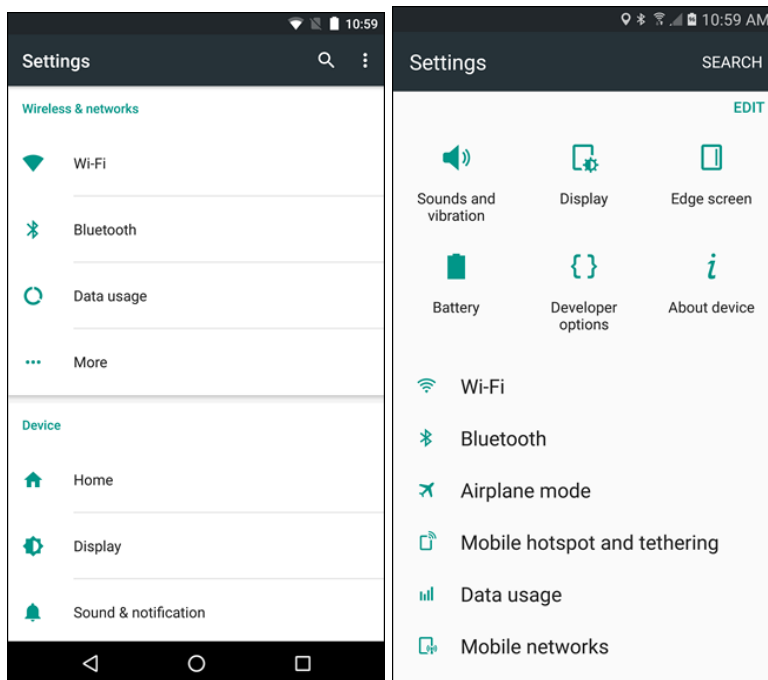 10:59
Settings
Wireless & networks
Wi-Fi
Bluetooth
Data usage
More
Device
Home
Display
Sound & notification
10:59 AM
Settings SEARCH
EDIT
Sounds and Display Edge screen
vibration
Battery Developer About device
options
Wi-Fi
Bluetooth
Airplane mode
Mobile hotspot and tethering
Data usage
Mobile networks